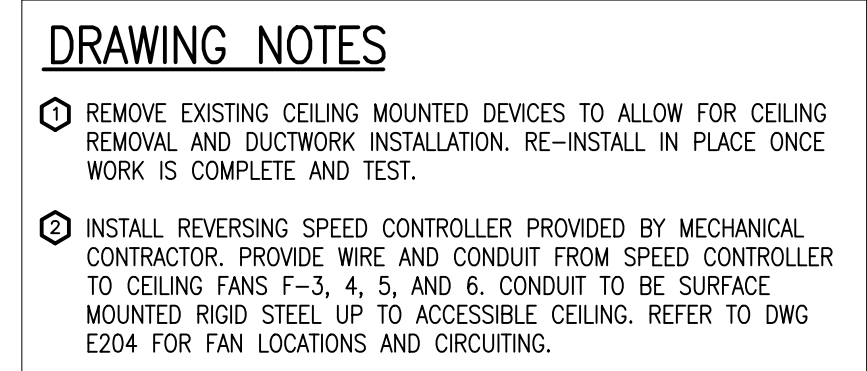 DRAWING NOTES
1 REMOVE EXISTING CEILING MOUNTED DEVICES TO ALLOW FOR CEILING
REMOVAL AND DUCTWORK INSTALLATION. RE-INSTALL IN PLACE ONCE
WORK IS COMPLETE AND TEST.
2 INSTALL REVERSING SPEED CONTROLLER PROVIDED BY MECHANICAL
CONTRACTOR. PROVIDE WIRE AND CONDUIT FROM SPEED CONTROLLER
TO CEILING FANS F-3, 4, 5, AND 6. CONDUIT TO BE SURFACE
MOUNTED RIGID STEEL UP TO ACCESSIBLE CEILING. REFER TO DWG
E204 FOR FAN LOCATIONS AND CIRCUITING.